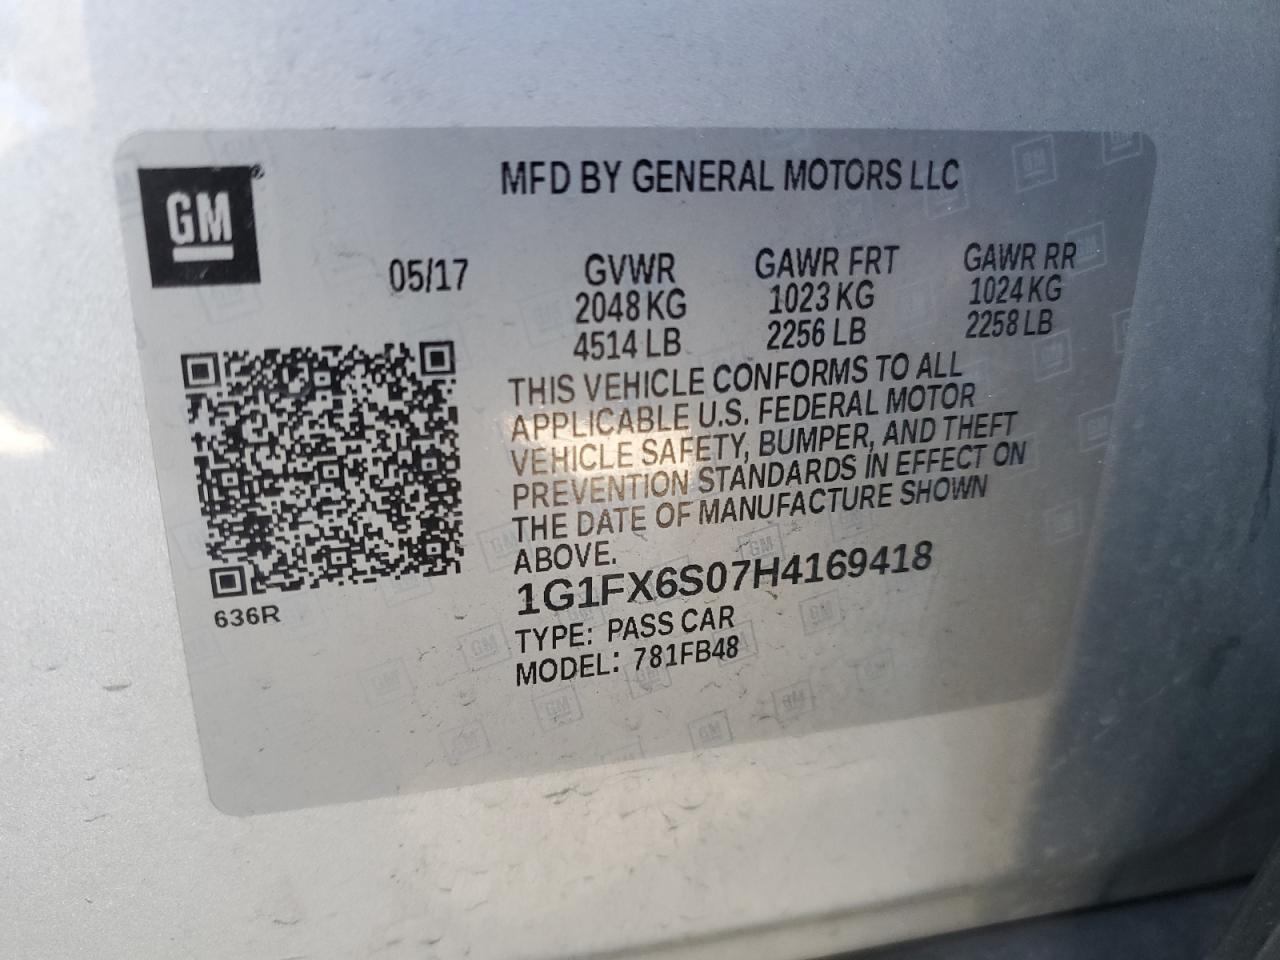 GM
MFD BY GENERAL MOTORS LLC
05/17
GVWR GAWR FRT GAWR RR
2048 KG 1023 KG 1024 KG
4514 LB 2256 LB 2258 LB
THIS VEHICLE CONFORMS TO ALL
APPLICABLE U.S. FEDERAL MOTOR
VEHICLE SAFETY, BUMPER, AND THEFT
PREVENTION STANDARDS IN EFFECT ON
THE DATE OF MANUFACTURE SHOWN
ABOVE.
1G1FX6S07H4169418
TYPE: PASS CAR
MODEL: 781FB48
636R